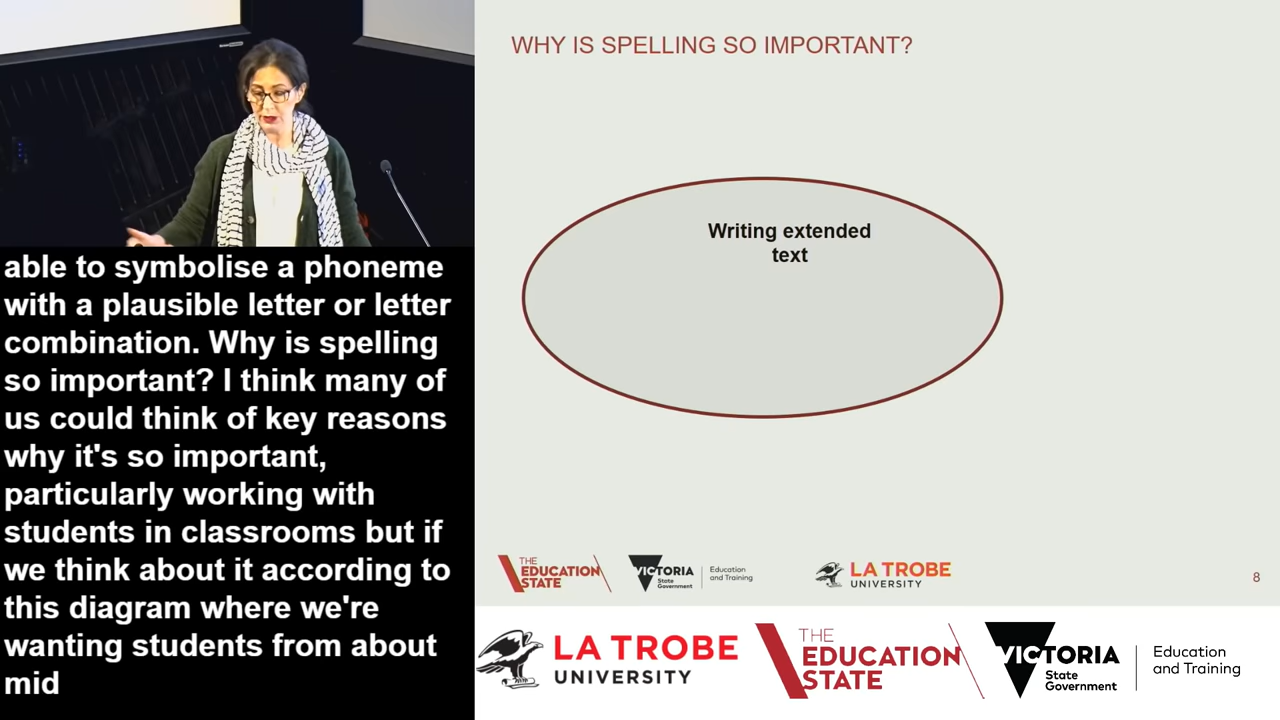 able to symbolise a phoneme
with a plausible letter or letter
combination. Why is spelling
so important? I think many of
us could think of key reasons
why it's so important,
particularly working with
students in classrooms but if
we think about it according to
this diagram where we're
wanting students from about
mid
WHY IS SPELLING SO IMPORTANT?
Writing extended
text
THE
EDUCATION
STATE
VICTORIA
State
Government
Education
and Training
LA TROBE
UNIVERSITY
8
LA TROBE
UNIVERSITY
THE
EDUCATION
STATE
VICTORIA
State
Government
Education
and Training